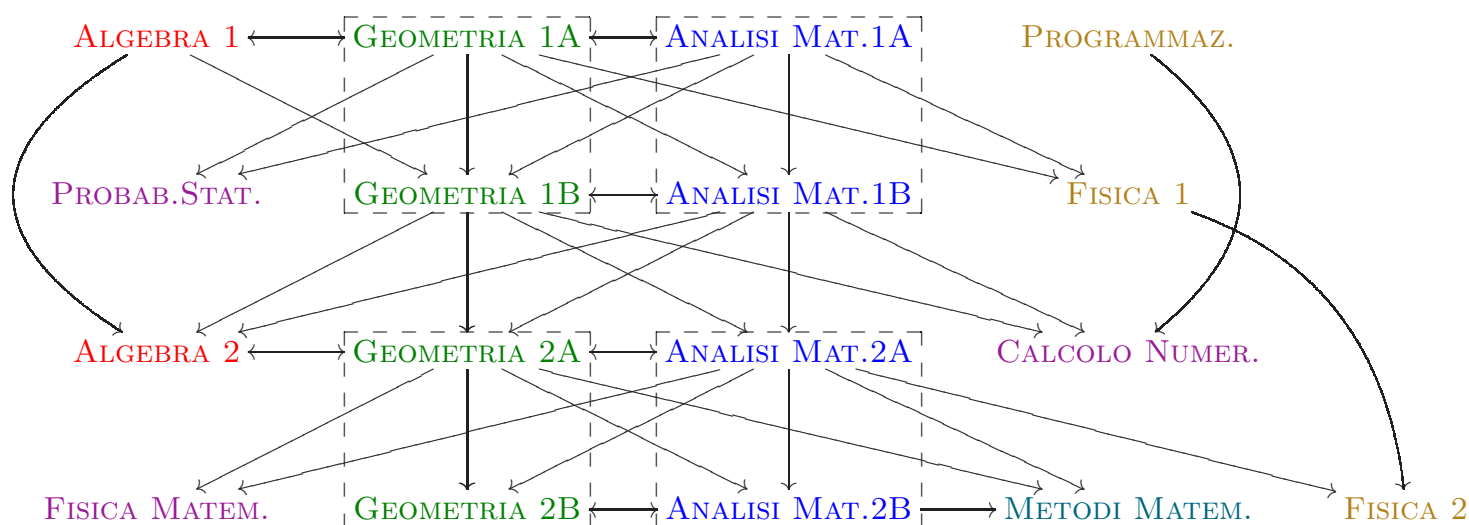 ALGEBRA 1 GEOMETRIA 1A ANALISI MAT.1A PROGRAMMAZ.
PROBAB.STAT. GEOMETRIA 1B ANALISI MAT.1B FISICA 1
ALGEBRA 2 GEOMETRIA 2A ANALISI MAT.2A CALCOLO NUMER.
FISICA MATEM. GEOMETRIA 2B ANALISI MAT.2B METODI MATEM. FISICA 2